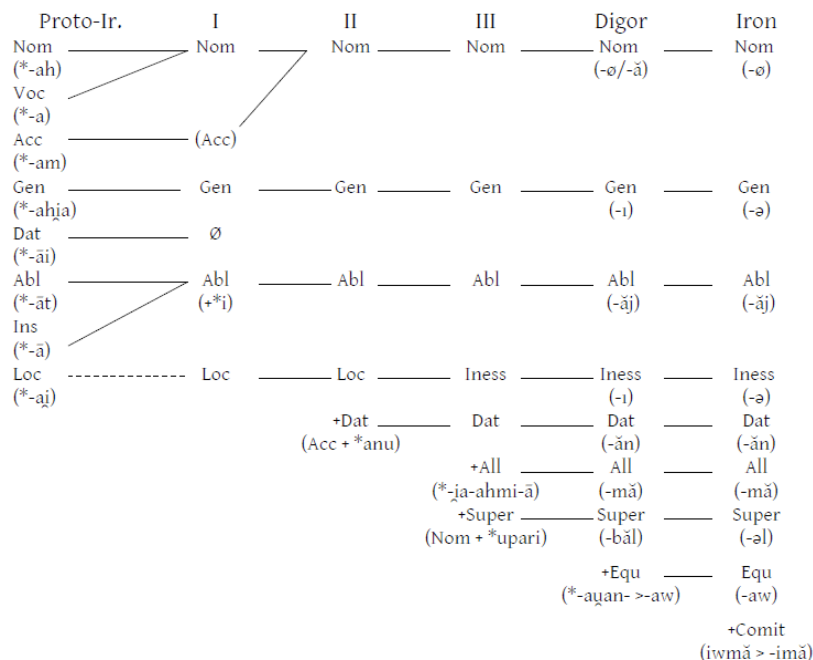 Proto-Ir. I II III Digor Iron
Nom Nom Nom Nom Nom Nom
(*-ah) (-ø/-ă) (-ø)
Voc
(*-a)
Acc (Acc)
(*-am)
Gen Gen Gen Gen Gen Gen
(*-ahi̯a) (-ı) (-ə)
Dat Ø
(*-āi)
Abl Abl Abl Abl Abl Abl
(*-āt) (+*i) (-ăj) (-ăj)
Ins
(*-ā)
Loc Loc Loc Iness Iness Iness
(*-ai̯) (-ı) (-ə)
+Dat Dat Dat Dat
(Acc + *anu) (-ăn) (-ăn)
+All All All
(*-i̯a-ahmi-ā) (-mă) (-mă)
+Super Super Super
(Nom + *upari) (-băl) (-əl)
+Equ Equ
(*-au̯an- >-aw) (-aw)
+Comit
(iwmă > -imă)